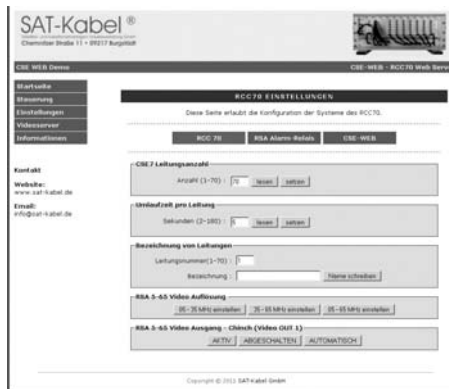 SAT-Kabel ®
Chemnitzer Straße 11 • 09217 Burgstädt
CSE WEB Demo
CSE-WEB - RCC70 Web Serv
Startseite
Steuerung
Einstellungen
Videoserver
Informationen
Kontakt
Website:
www.sat-kabel.de
Email:
info@sat-kabel.de
RCC70 EINSTELLUNGEN
Diese Seite erlaubt die Konfiguration der Systeme des RCC70.
RCC 70
RSA Alarm-Relais
CSE-WEB
CSE7 Leitungsanzahl
Anzahl (1-70) : 70 lesen setzen
Umlaufzeit pro Leitung
Sekunden (2-180) : lesen setzen
Bezeichnung von Leitungen
Leitungsnummer(1-70) :
Bezeichnung : Name schreiben
RSA 5-65 Video Auflösung
05-35 MHz einstellen 35-65 MHz einstellen 05-65 MHz einstellen
RSA 5-65 Video Ausgang - Chinch (Video OUT 1)
AKTIV ABGESCHALTEN AUTOMATISCH
Copyright © 2011 SAT-Kabel GmbH